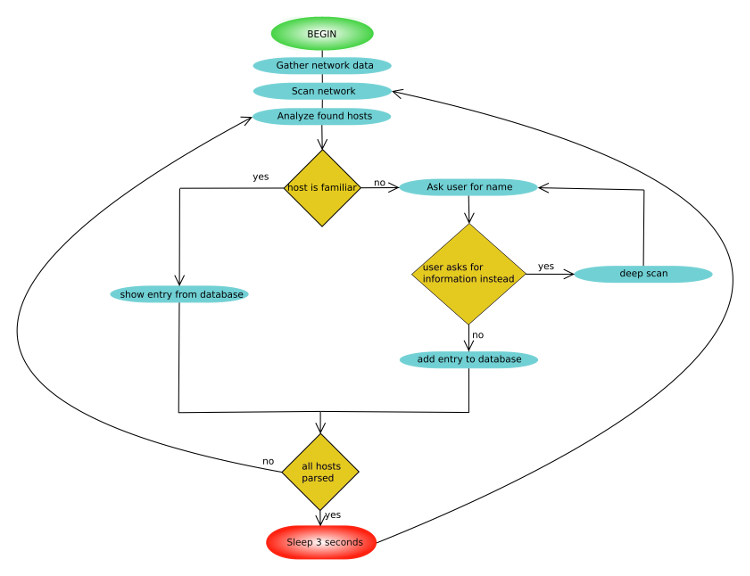 BEGIN
Gather network data
Scan network
Analyze found hosts
yes
host is familiar
no
Ask user for name
user asks for
information instead
yes
deep scan
show entry from database
no
add entry to database
no
all hosts
parsed
yes
Sleep 3 seconds